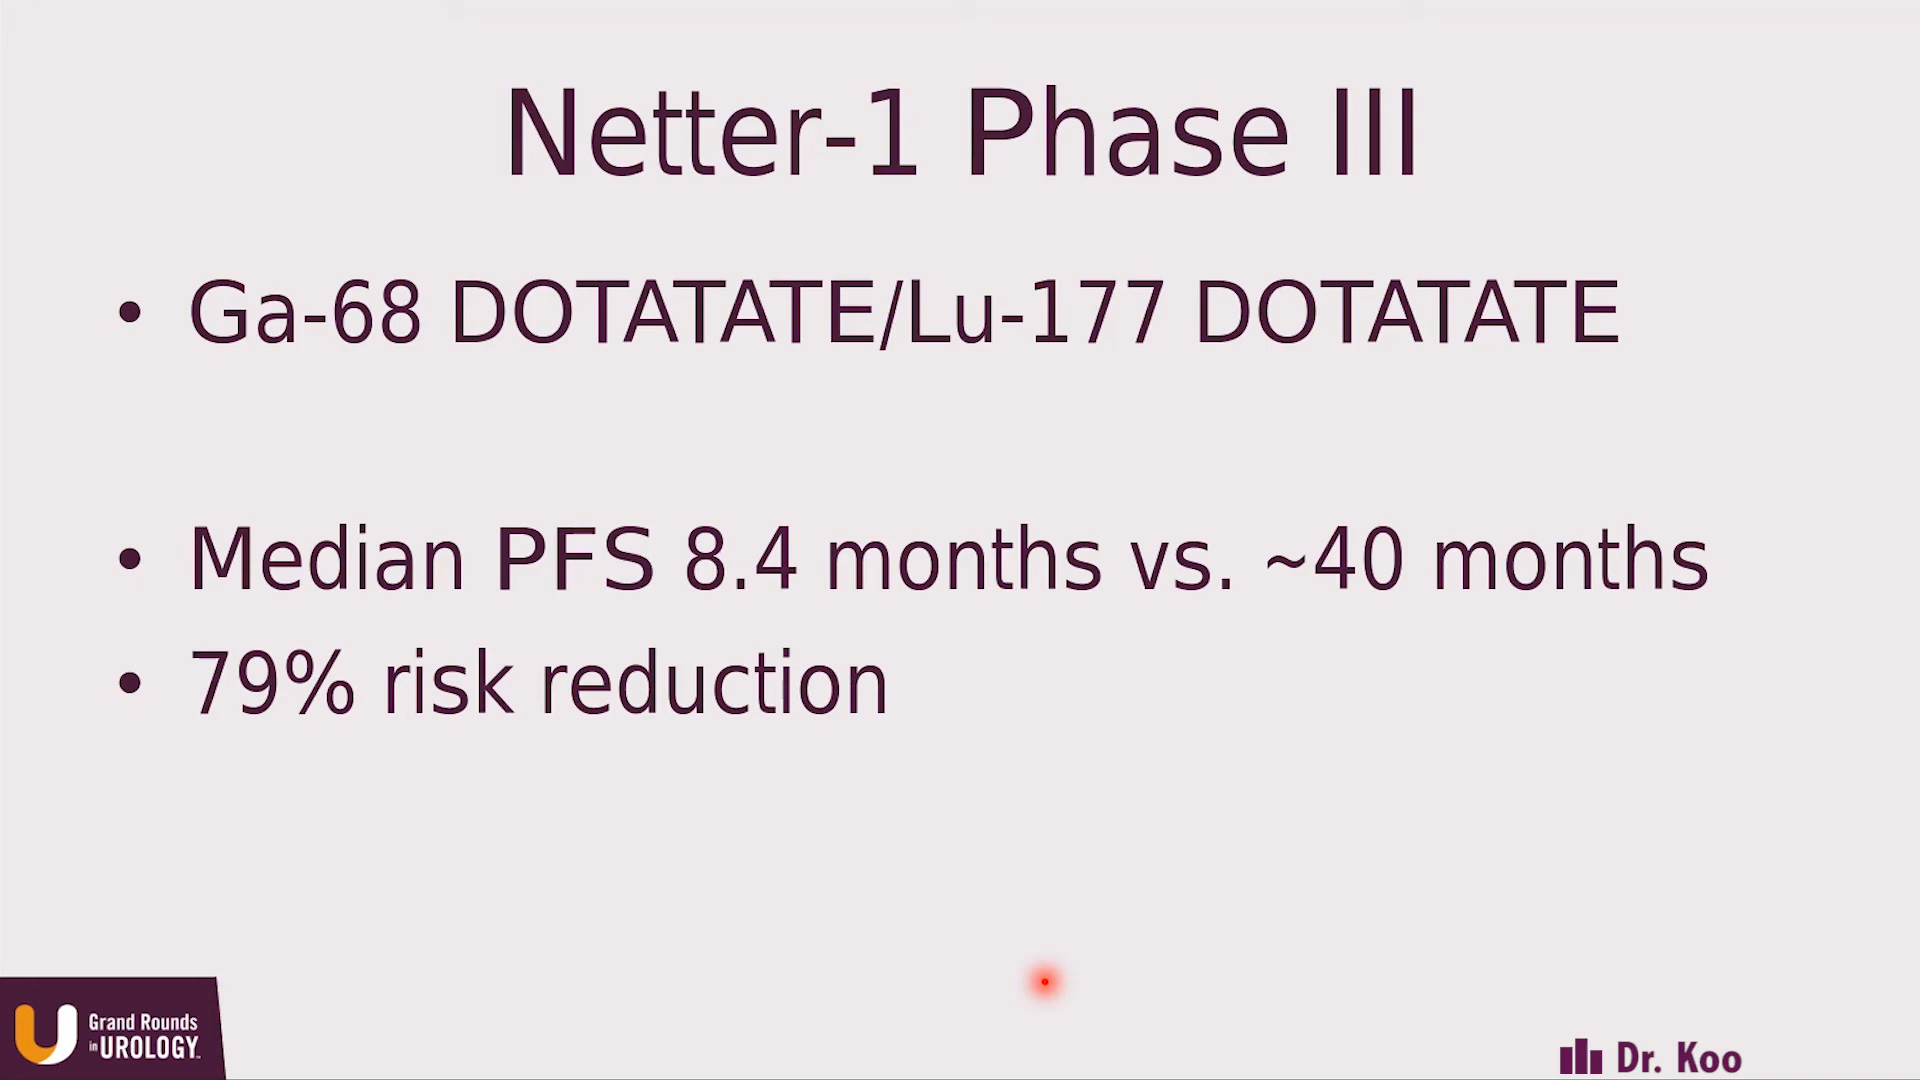 Netter-1 Phase III
• Ga-68 DOTATATE/Lu-177 DOTATATE
• Median PFS 8.4 months vs. ~40 months
• 79% risk reduction
Grand Rounds
in UROLOGY™
Dr. Koo